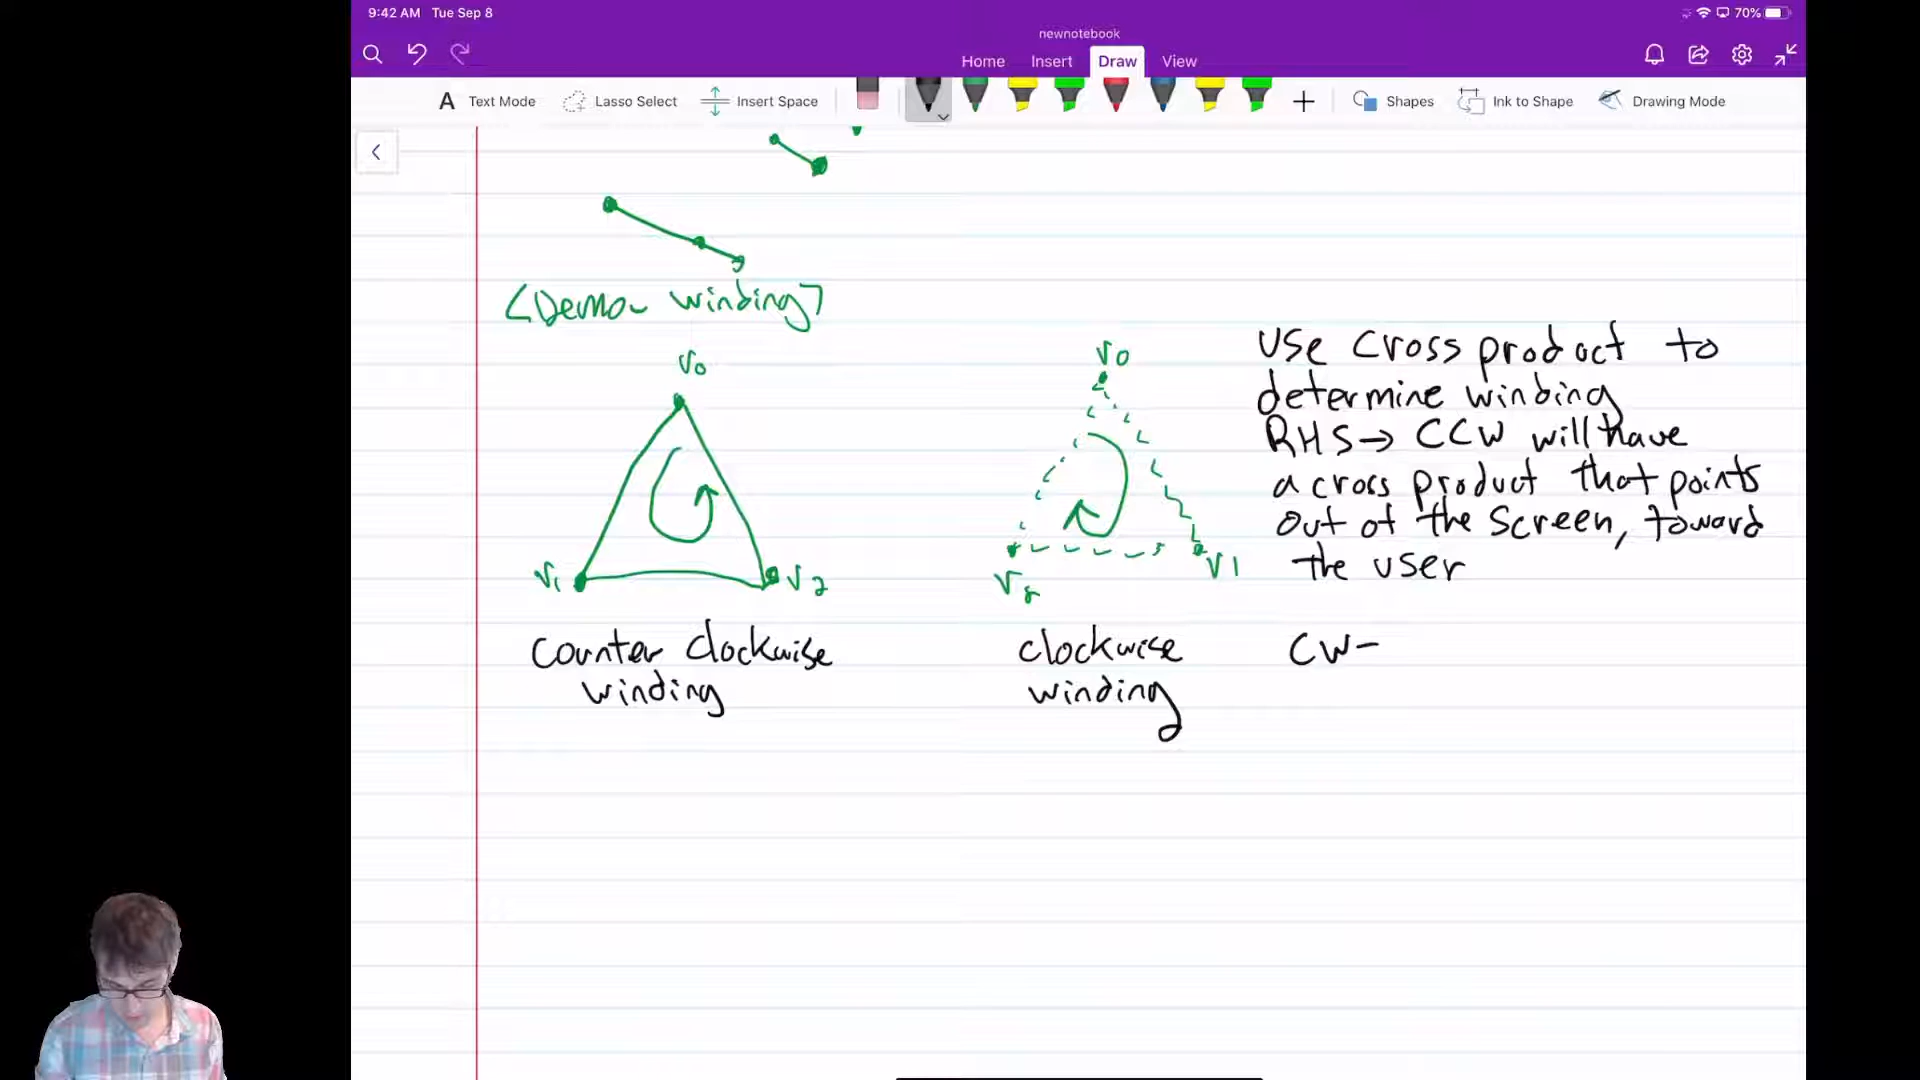 9:42 AM Tue Sep 8
70%
newnotebook
Home Insert Draw View
Text Mode Lasso Select Insert Space Shapes Ink to Shape Drawing Mode
(Demo- winding]
V0
V1
V2
counter clockwise
winding
V0
V1
V2
clockwise
winding
Use cross product to
determine winding
RHS→ CCW will have
a cross product that points
out of the screen, toward
the user
CW-